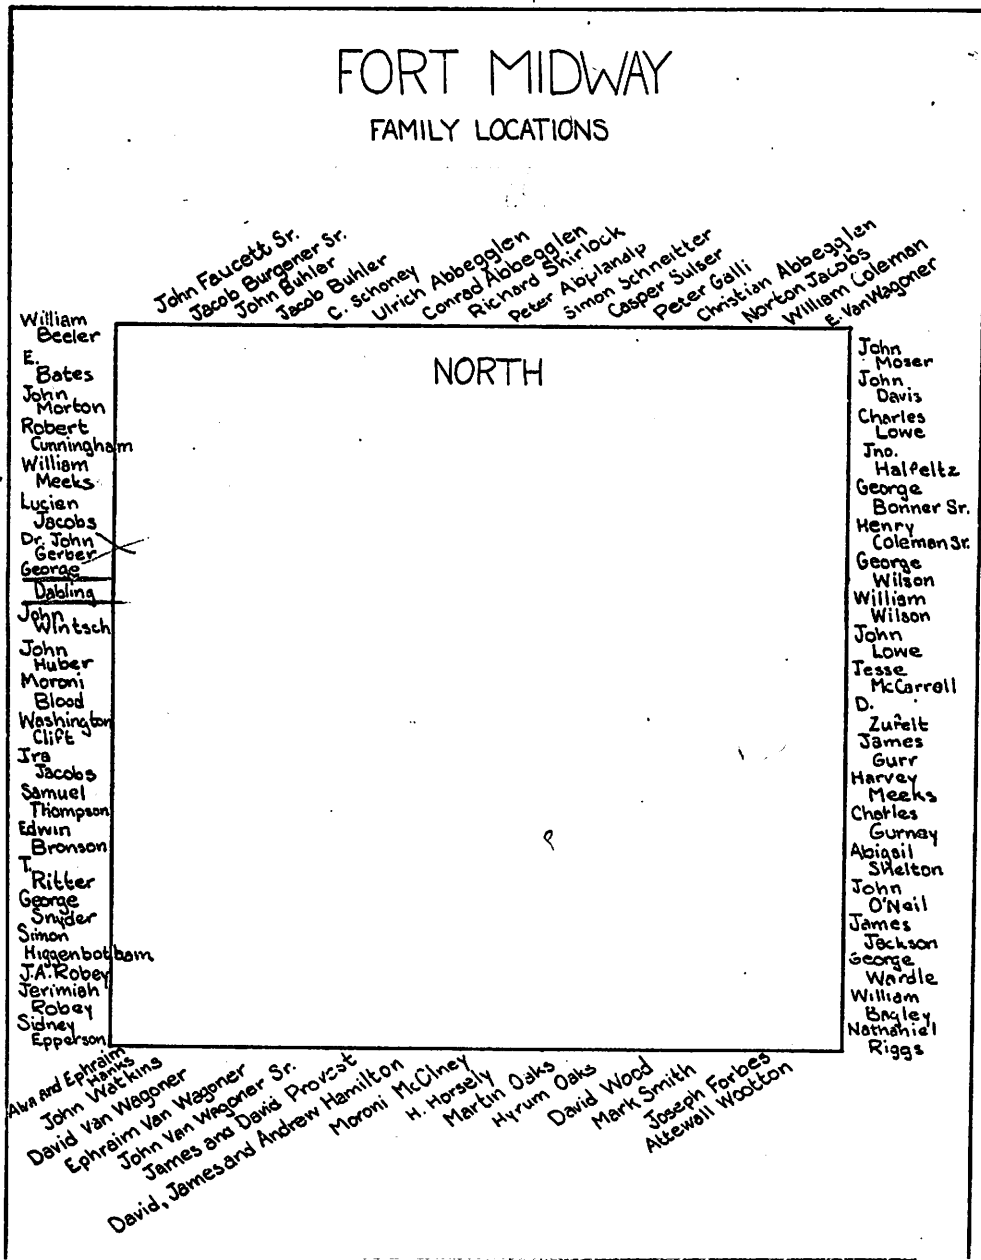 FORT MIDWAY
FAMILY LOCATIONS
John Faucett Sr.
Jacob Burgener Sr.
John Buhler
Jacob Buhler
C. Schoney
Ulrich Abbegglen
Conrad Abbegglen
Richard Shirlock
Peter Abplandalp
Simon Schneitter
Casper Sulser
Peter Galli
Christian Abbegglen
Norton Jacobs
William Coleman
E. Van Wagoner
NORTH
William
Beeler
E.
Bates
John
Morton
Robert
Cunningham
William
Meeks
Lucien
Jacobs
Dr. John
Gerber
George
Dabling
John
Wintsch
John
Huber
Moroni
Blood
Washington
Clift
Ira
Jacobs
Samuel
Thompson
Edwin
Bronson
T.
Ritter
George
Snyder
Simon
Higgenbotham
J.A. Robey
Jerimiah
Robey
Sidney
Epperson
John
Moser
John
Davis
Charles
Lowe
Jno.
Halfeltz
George
Bonner Sr.
Henry
Coleman Sr.
George
Wilson
William
Wilson
John
Lowe
Jesse
McCarroll
D.
Zufelt
James
Gurr
Harvey
Meeks
Charles
Gurney
Abigail
Shelton
John
O'Neil
James
Jackson
George
Wardle
William
Bagley
Nathaniel
Riggs
Alva and Ephraim
Hanks
John Watkins
David Van Wagoner
Ephraim Van Wagoner
John Van Wagoner Sr.
James and David Provost
David, James and Andrew Hamilton
Moroni McOlney
H. Horsely
Martin Oaks
Hyrum Oaks
David Wood
Mark Smith
Joseph Forbes
Attewall Wootton